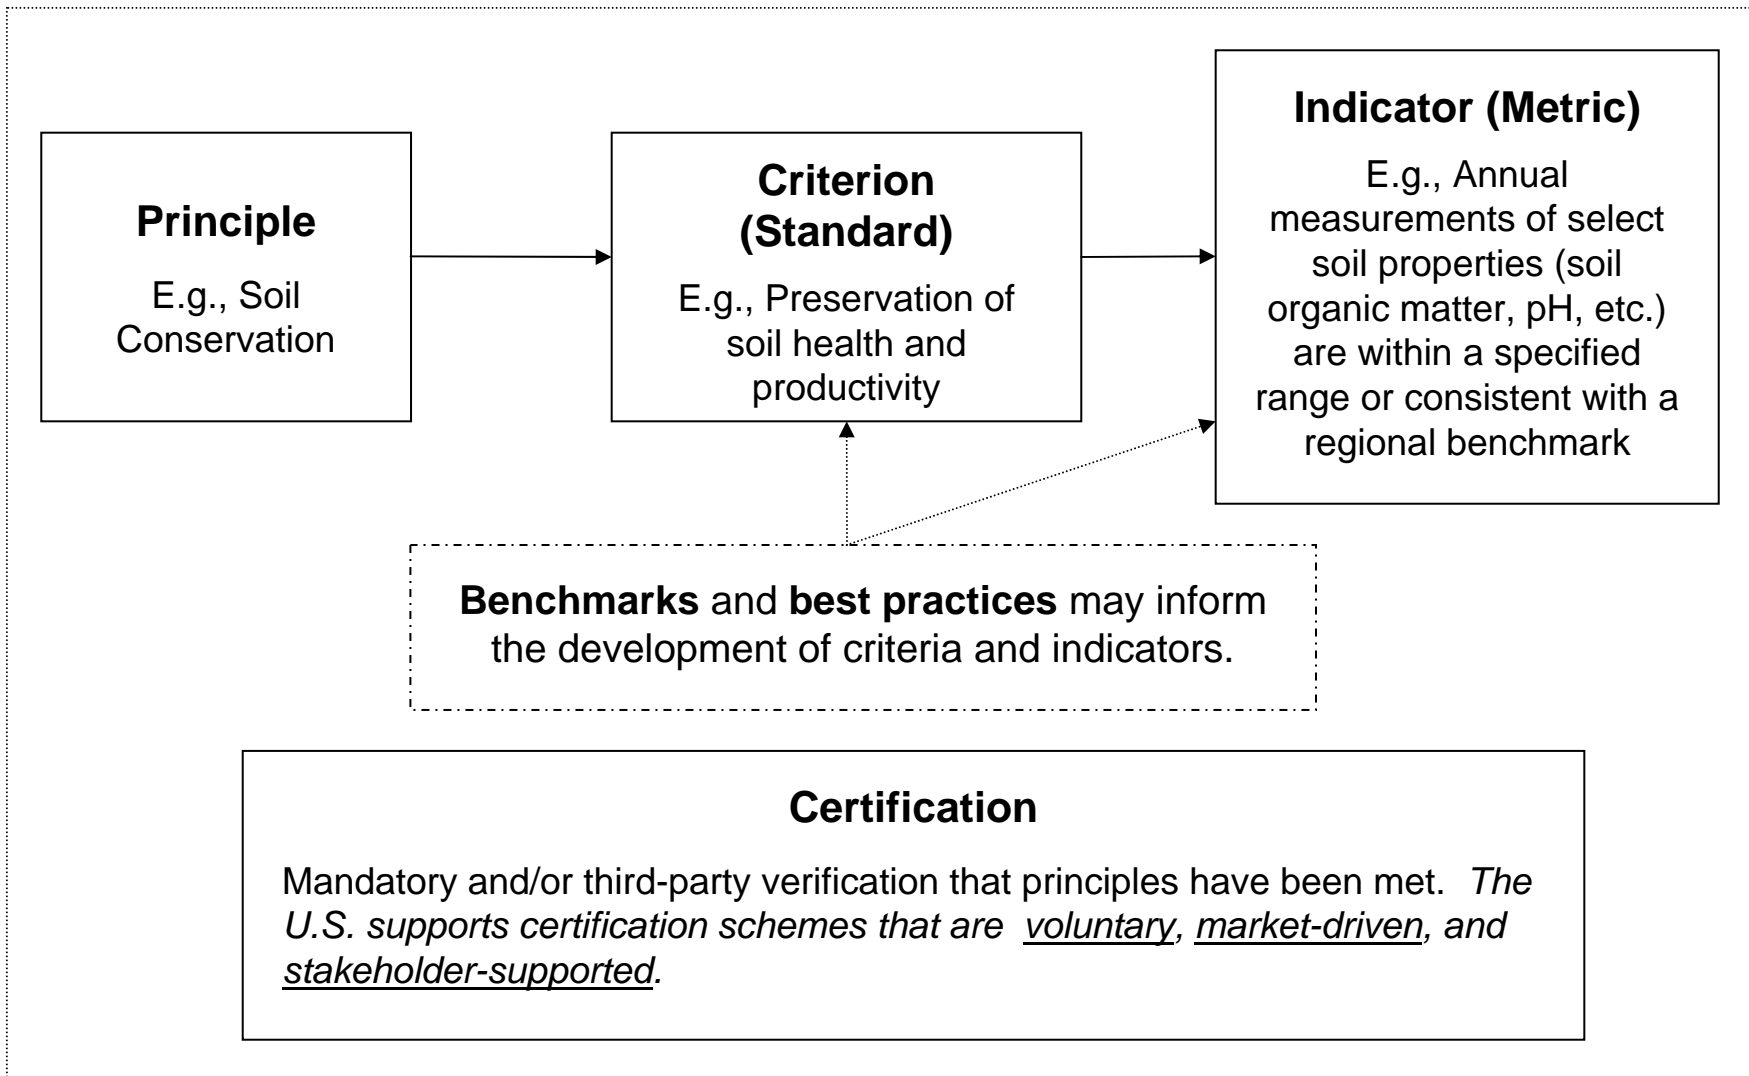 Principle
E.g., Soil
Conservation
Criterion
(Standard)
E.g., Preservation of
soil health and
productivity
Indicator (Metric)
E.g., Annual
measurements of select
soil properties (soil
organic matter, pH, etc.)
are within a specified
range or consistent with a
regional benchmark
Benchmarks and best practices may inform
the development of criteria and indicators.
Certification
Mandatory and/or third-party verification that principles have been met.  The
U.S. supports certification schemes that are  voluntary, market-driven, and
stakeholder-supported.